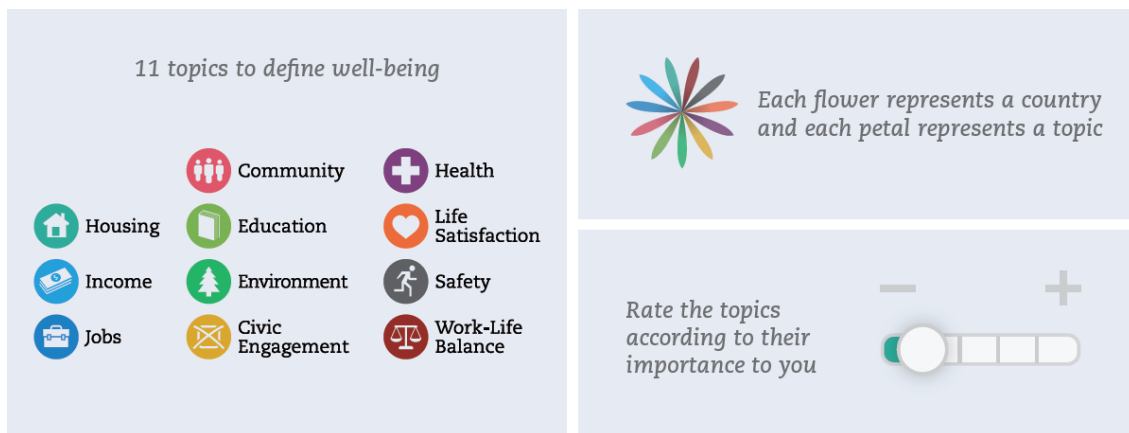 11 topics to define well-being
Community
Health
Housing
Education
Life
Satisfaction
Income
Environment
Safety
Jobs
Civic
Engagement
Work-Life
Balance
Each flower represents a country
and each petal represents a topic
Rate the topics
according to their
importance to you